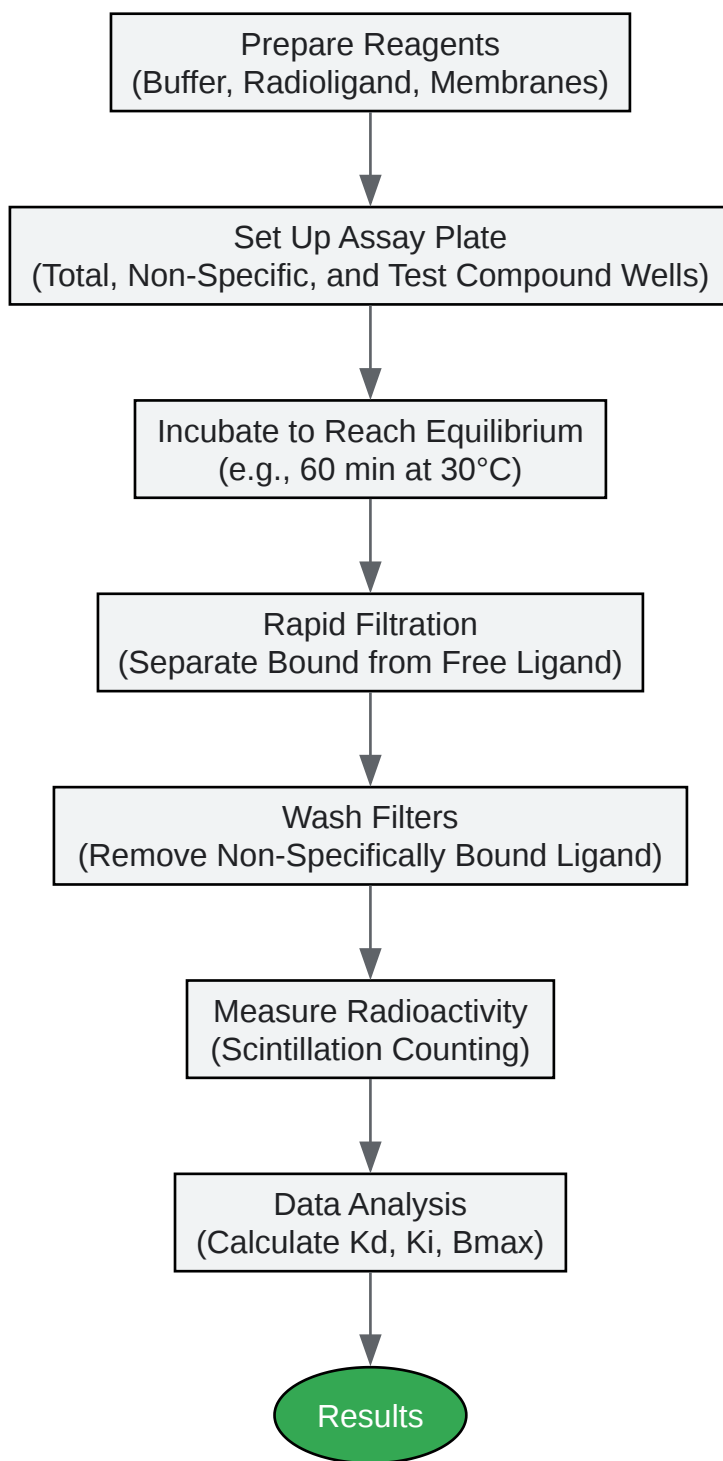 Prepare Reagents
(Buffer, Radioligand, Membranes)
Set Up Assay Plate
(Total, Non-Specific, and Test Compound Wells)
Incubate to Reach Equilibrium
(e.g., 60 min at 30°C)
Rapid Filtration
(Separate Bound from Free Ligand)
Wash Filters
(Remove Non-Specifically Bound Ligand)
Measure Radioactivity
(Scintillation Counting)
Data Analysis
(Calculate Kd, Ki, Bmax)
Results